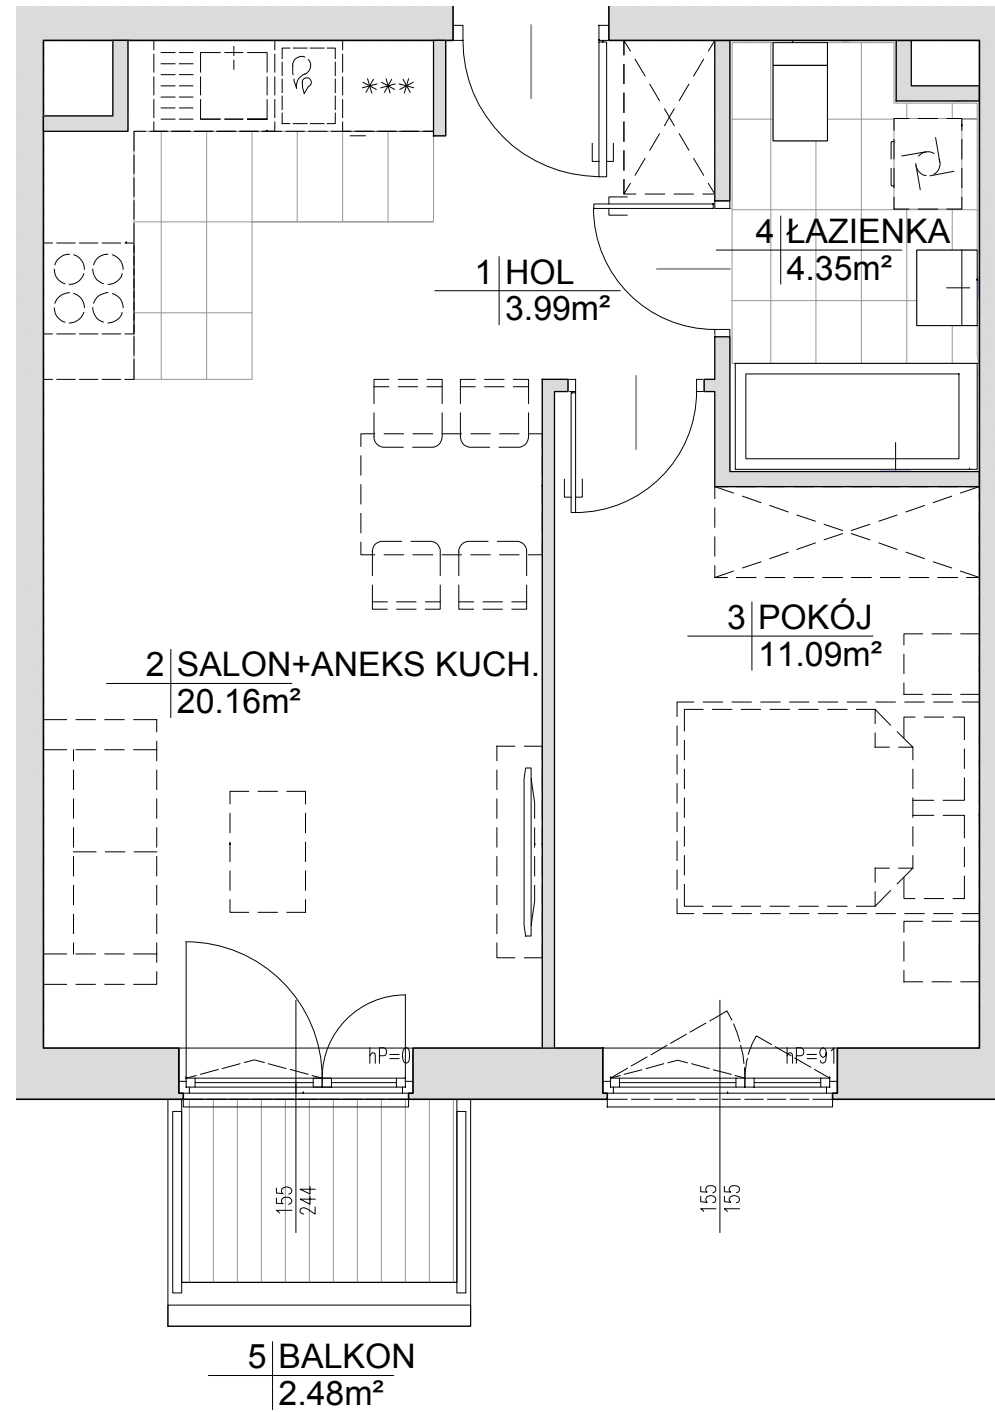 ***
4 ŁAZIENKA
4.35m²
1 HOL
3.99m²
3 POKÓJ
11.09m²
2 SALON+ANEKS KUCH.
20.16m²
hP=0
hP=91
155
244
155
155
5 BALKON
2.48m²